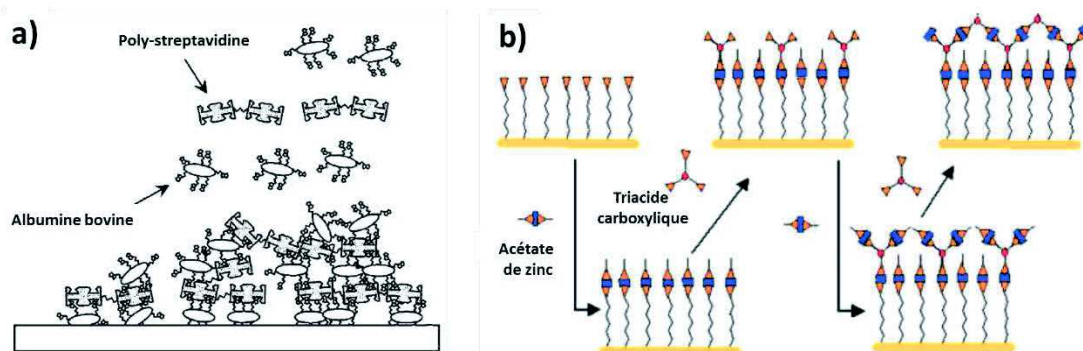 a)
Poly-streptavidine
Albumine bovine
b)
Triacide
carboxylique
Acétate
de zinc